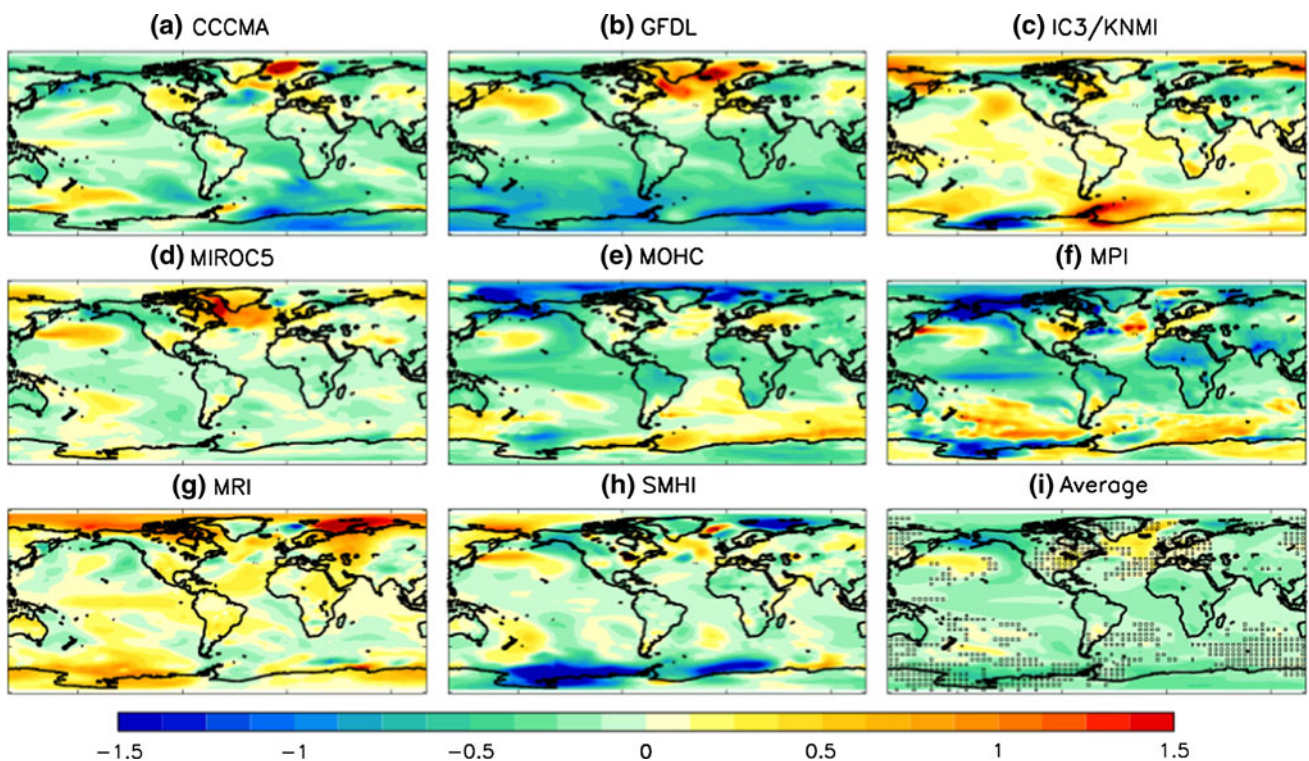 (a) CCCMA
(b) GFDL
(c) IC3/KNMI
(d) MIROC5
(e) MOHC
(f) MPI
(g) MRI
(h) SMHI
(i) Average
−1.5 −1 −0.5 0 0.5 1 1.5